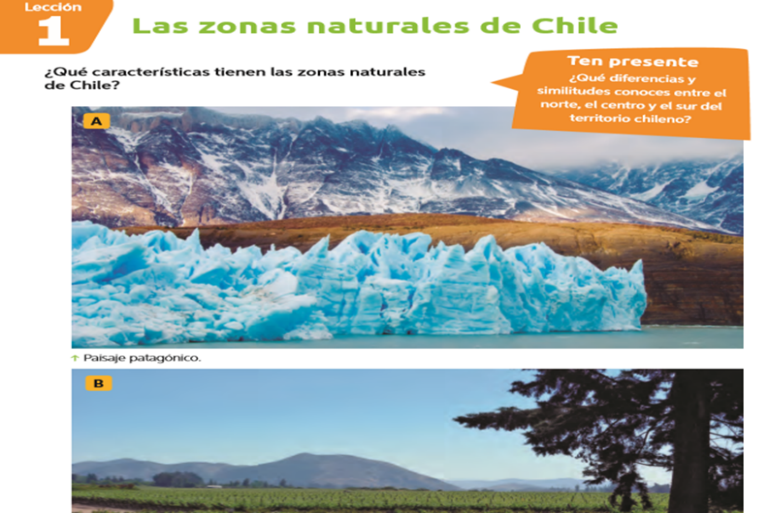 Lección
1
Las zonas naturales de Chile
¿Qué características tienen las zonas naturales
de Chile?
Ten presente
¿Qué diferencias y
similitudes conoces entre el
norte, el centro y el sur del
territorio chileno?
A
↑ Paisaje patagónico.
B